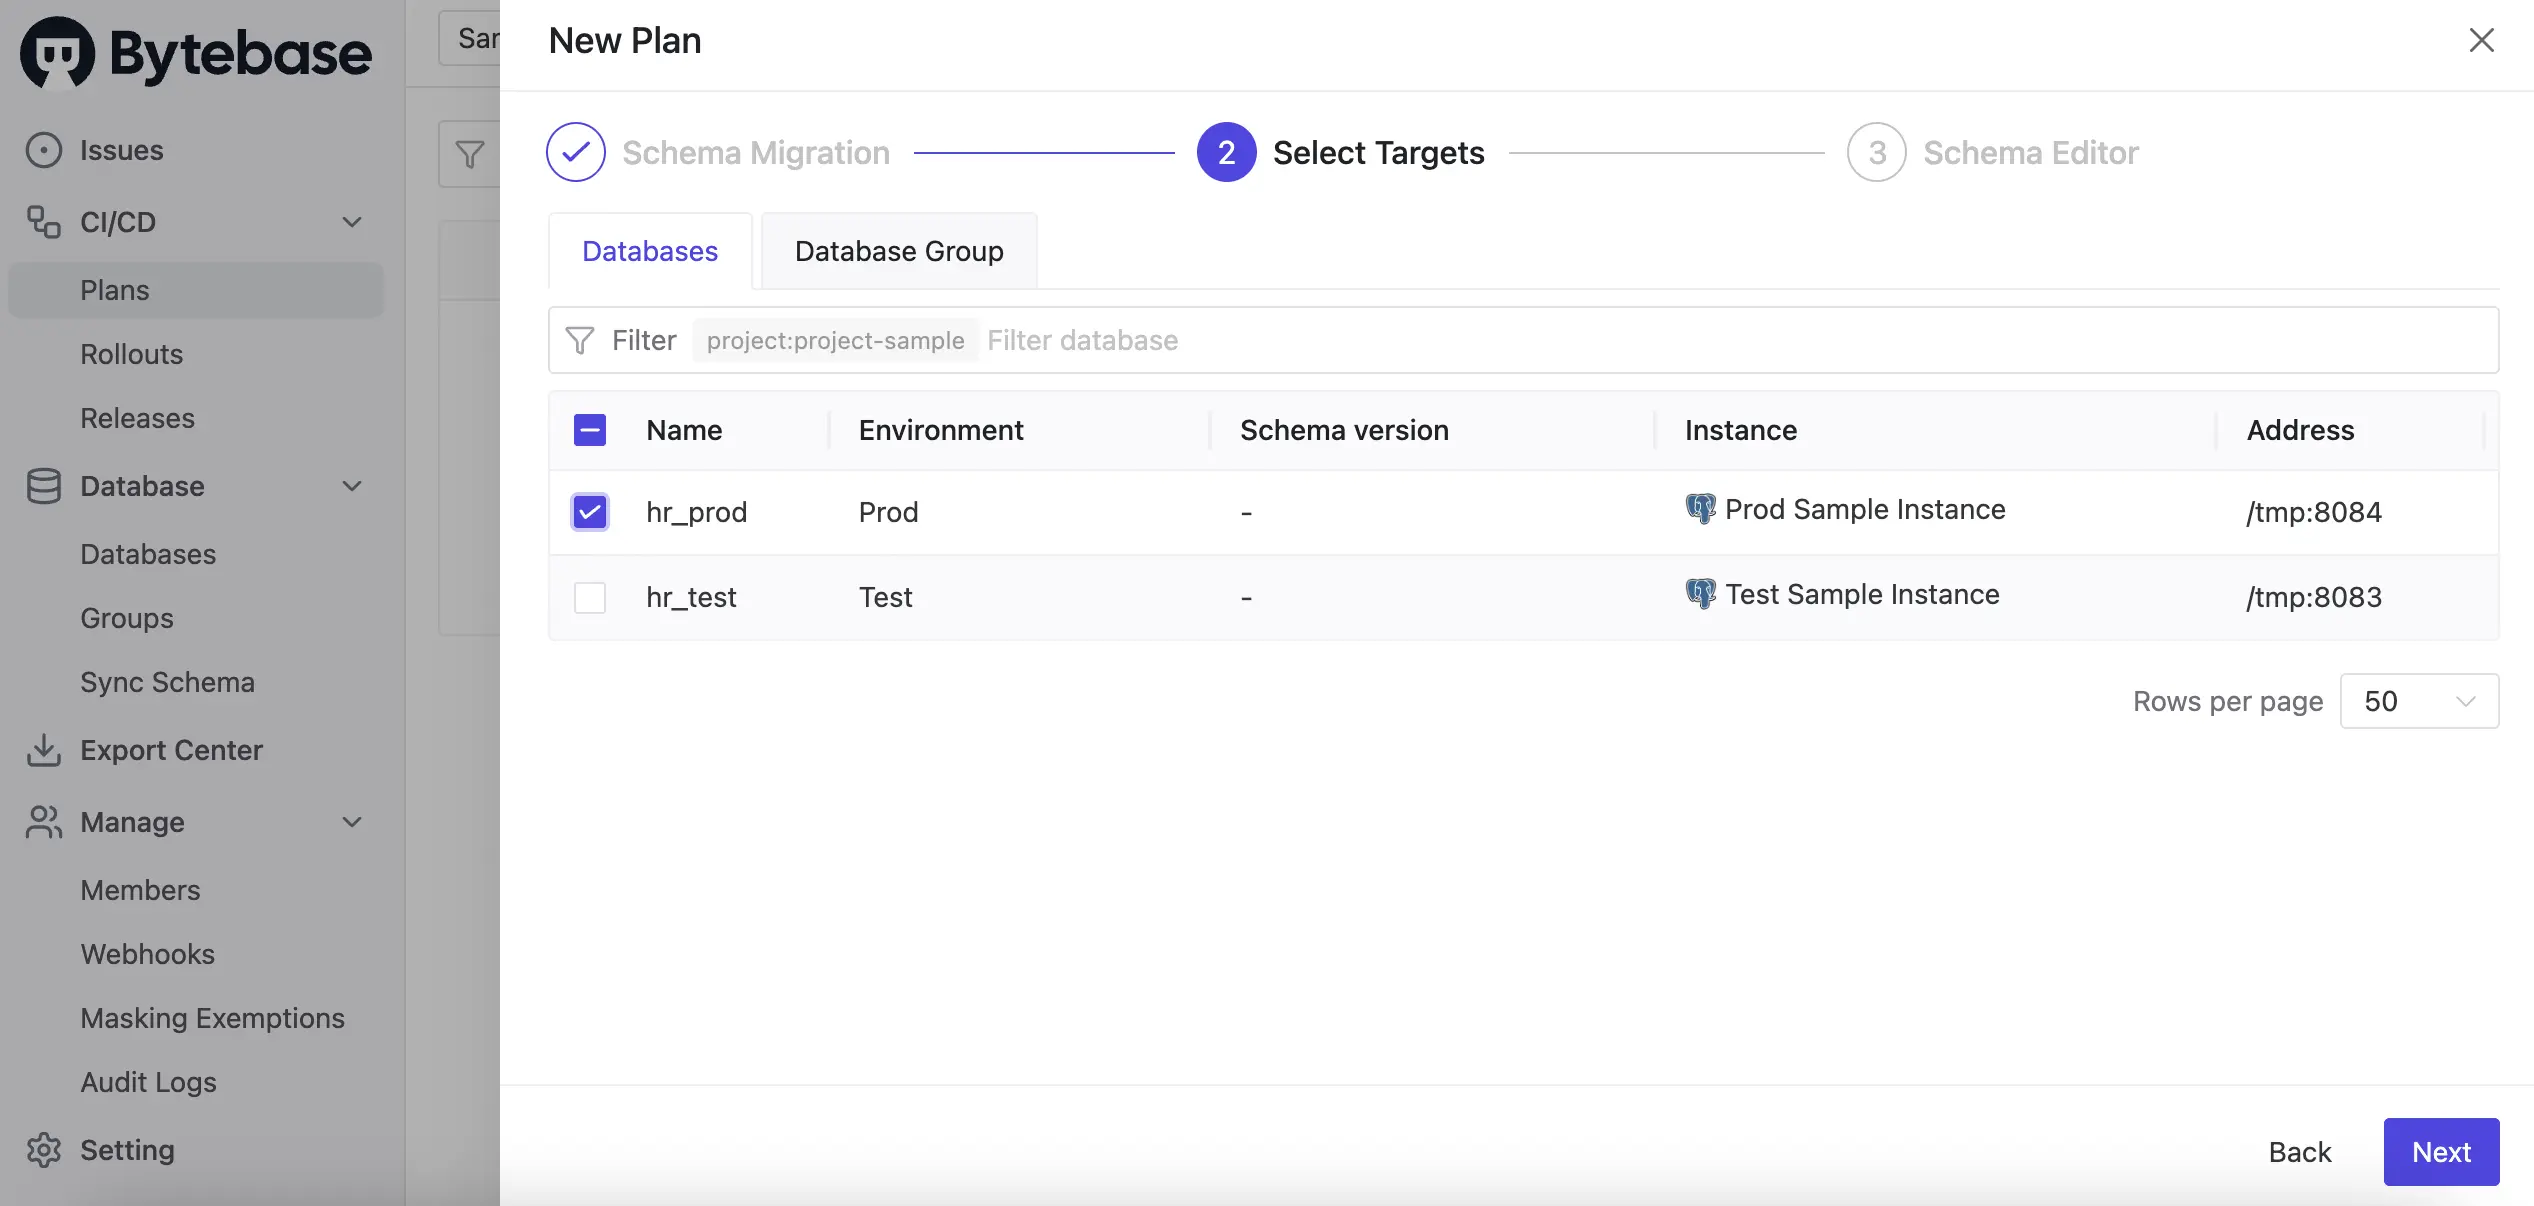 Bytebase
Issues
CI/CD
Plans
Rollouts
Releases
Database
Databases
Groups
Sync Schema
Export Center
Manage
Members
Webhooks
Masking Exemptions
Audit Logs
Setting
New Plan
Schema Migration
2 Select Targets
3 Schema Editor
Databases Database Group
Filter project:project-sample Filter database
Name Environment Schema version Instance Address
hr_prod Prod - Prod Sample Instance /tmp:8084
hr_test Test - Test Sample Instance /tmp:8083
Rows per page 50
Back Next